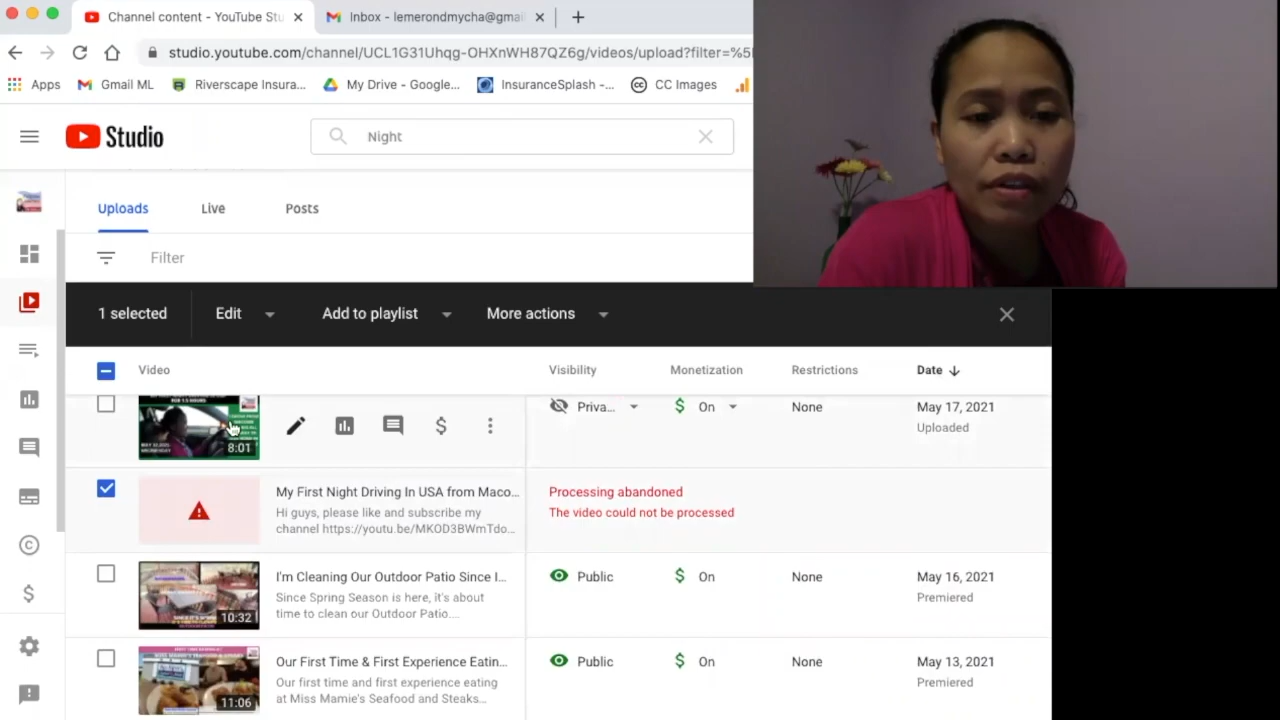 Channel content - YouTube Stu
Inbox - lemerondmycha@gmai
studio.youtube.com/channel/UCL1G31Uhqg-OHXnWH87QZ6g/videos/upload?filter=%5
Apps
Gmail ML
Riverscape Insura...
My Drive - Google...
InsuranceSplash -...
CC Images
Studio
Night
Uploads
Live
Posts
Filter
1 selected
Edit
Add to playlist
More actions
Video
Visibility
Monetization
Restrictions
Date
8:01
Priva...
On
None
May 17, 2021
Uploaded
My First Night Driving In USA from Maco...
Hi guys, please like and subscribe my
channel https://youtu.be/MKOD3BWmTdo...
Processing abandoned
The video could not be processed
10:32
I'm Cleaning Our Outdoor Patio Since I...
Since Spring Season is here, it's about
time to clean our Outdoor Patio....
Public
On
None
May 16, 2021
Premiered
11:06
Our First Time & First Experience Eatin...
Our first time and first experience eating
at Miss Mamie's Seafood and Steaks...
Public
On
None
May 13, 2021
Premiered